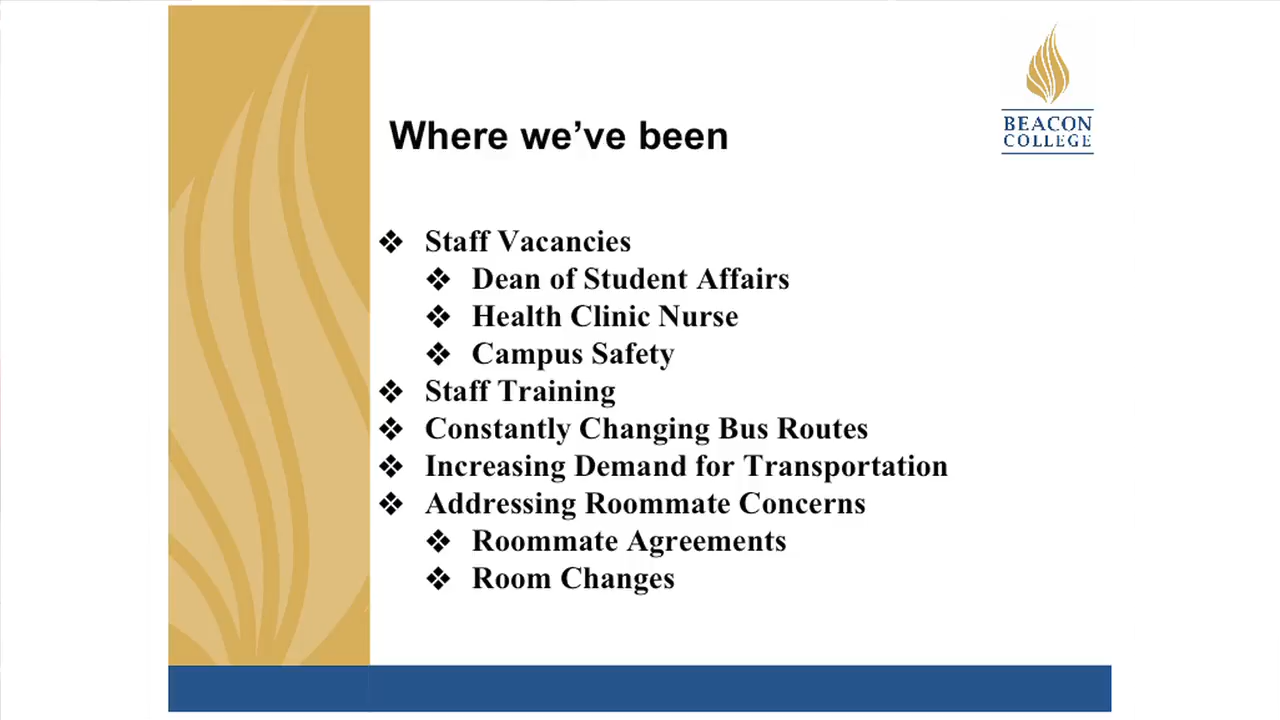 BEACON
COLLEGE
Where we’ve been
❖ Staff Vacancies
❖ Dean of Student Affairs
❖ Health Clinic Nurse
❖ Campus Safety
❖ Staff Training
❖ Constantly Changing Bus Routes
❖ Increasing Demand for Transportation
❖ Addressing Roommate Concerns
❖ Roommate Agreements
❖ Room Changes